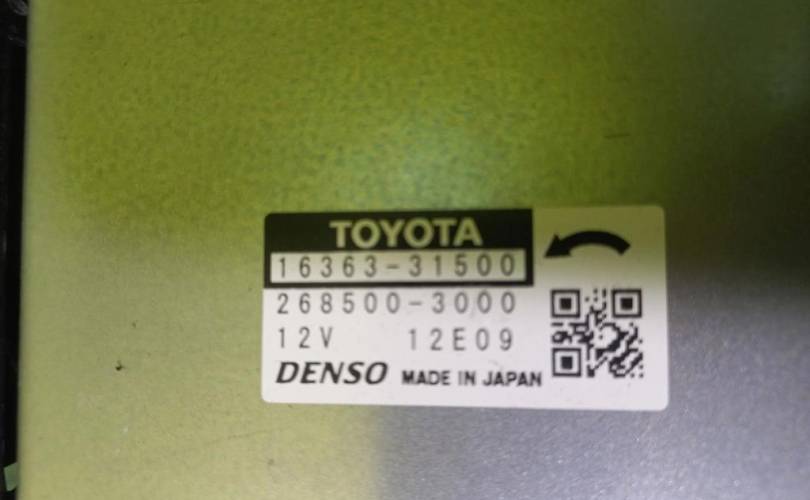 TOYOTA
16363-31500
268500-3000
12V 12E09
DENSO MADE IN JAPAN